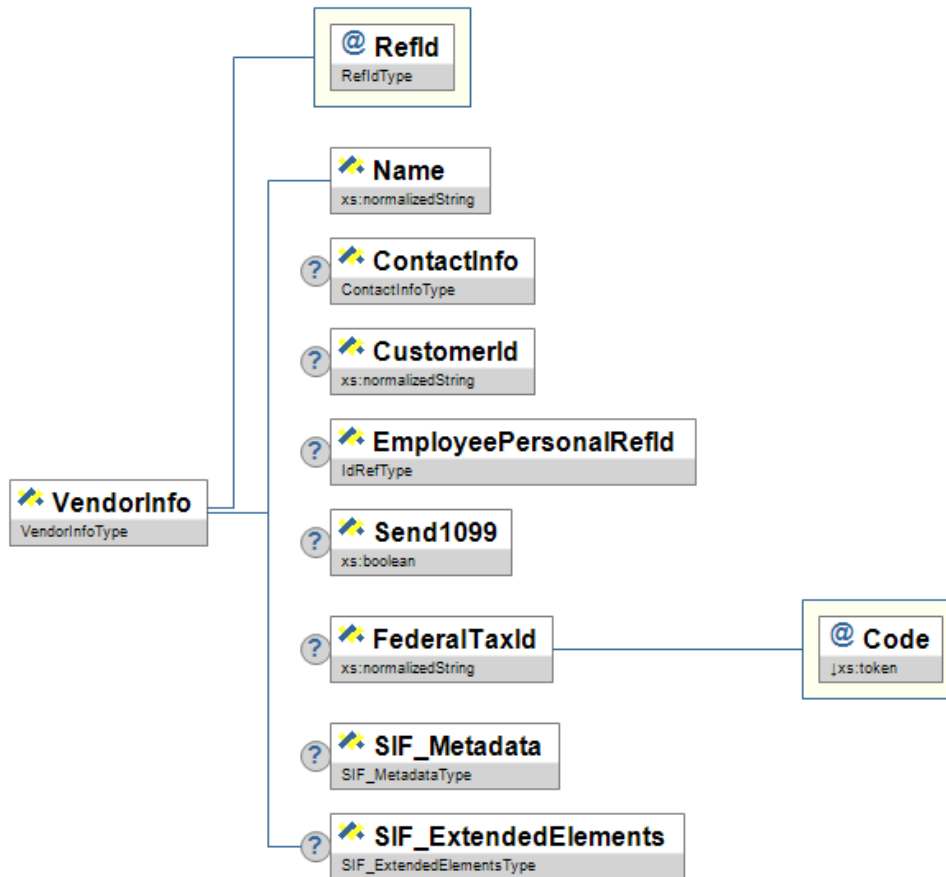 @ RefId
RefIdType
Name
xs:normalizedString
? ContactInfo
ContactInfoType
? CustomerId
xs:normalizedString
? EmployeePersonalRefId
IdRefType
VendorInfo
VendorInfoType
? Send1099
xs:boolean
? FederalTaxId
xs:normalizedString
@ Code
↓xs:token
? SIF_Metadata
SIF_MetadataType
? SIF_ExtendedElements
SIF_ExtendedElementsType